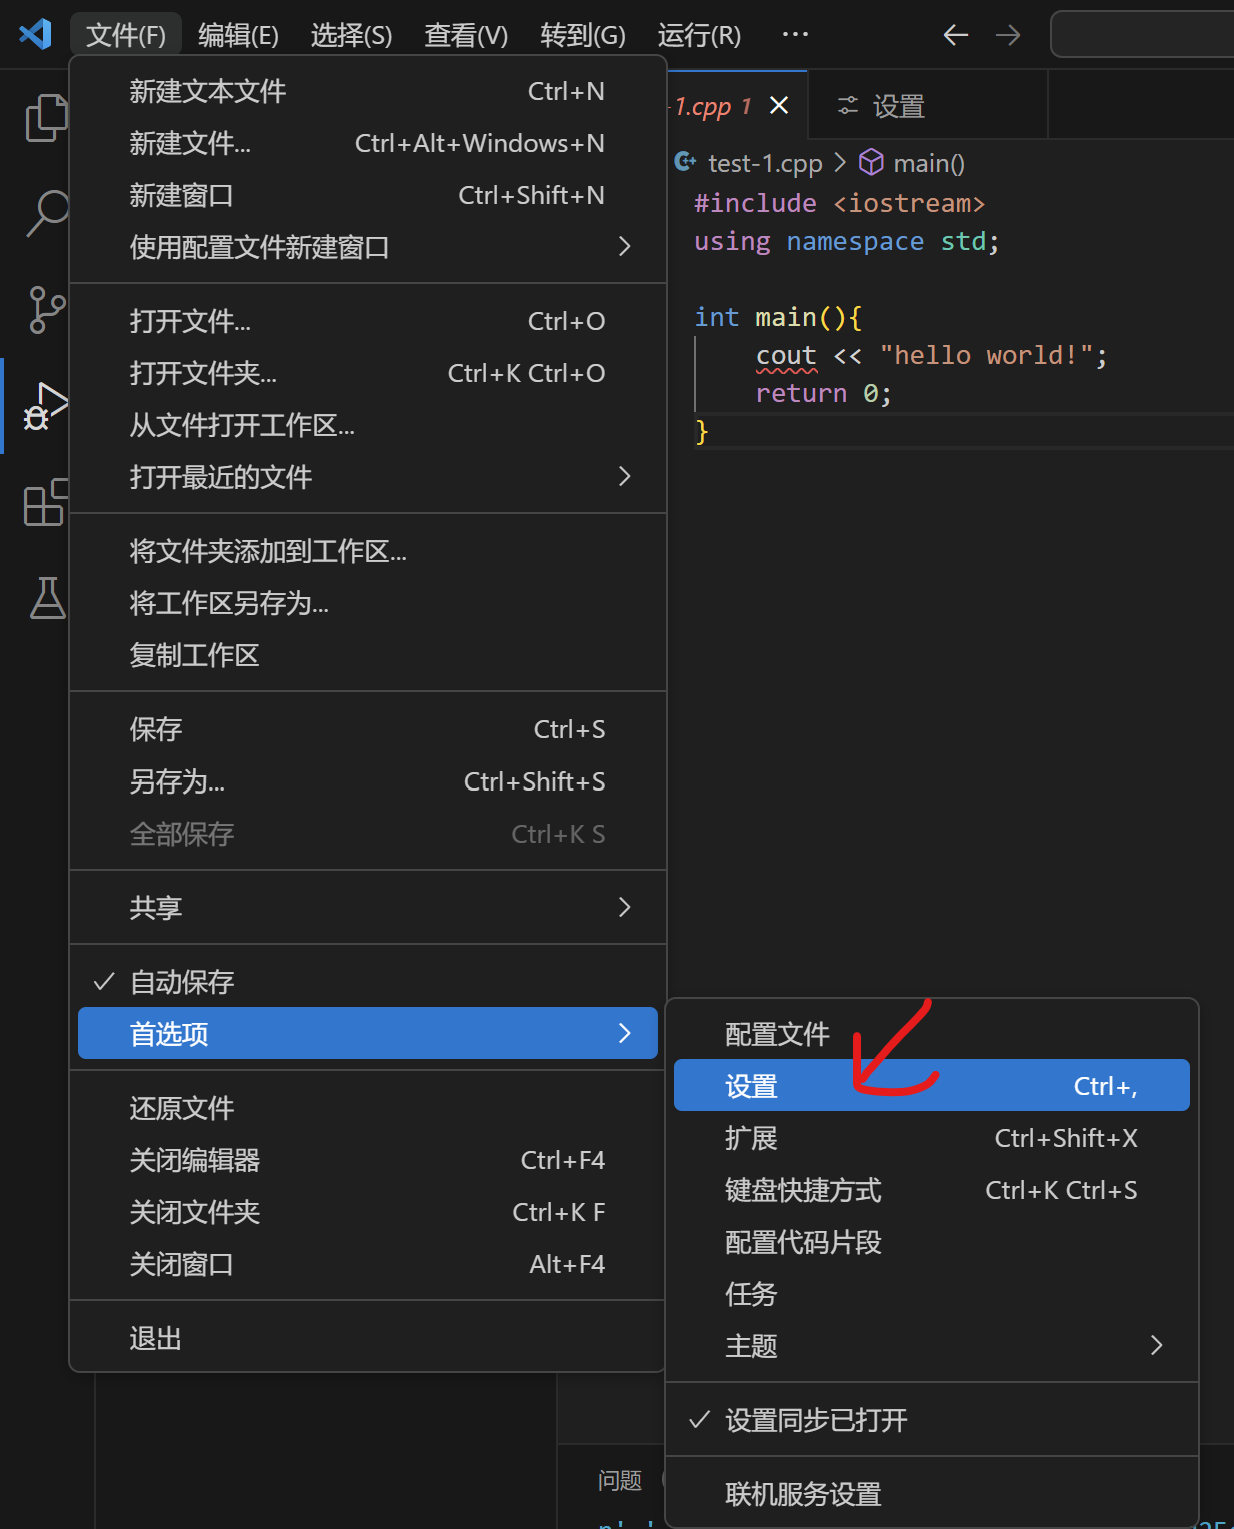 文件(F) 编辑(E) 选择(S) 查看(V) 转到(G) 运行(R) ···
新建文本文件 Ctrl+N
新建文件... Ctrl+Alt+Windows+N
新建窗口 Ctrl+Shift+N
使用配置文件新建窗口
打开文件... Ctrl+O
打开文件夹... Ctrl+K Ctrl+O
从文件打开工作区...
打开最近的文件
将文件夹添加到工作区...
将工作区另存为...
复制工作区
保存 Ctrl+S
另存为... Ctrl+Shift+S
全部保存 Ctrl+K S
共享
自动保存
首选项
还原文件
关闭编辑器 Ctrl+F4
关闭文件夹 Ctrl+K F
关闭窗口 Alt+F4
退出
-1.cpp 1 设置
test-1.cpp > main()
#include <iostream>
using namespace std;
int main(){
cout << "hello world!";
return 0;
}
配置文件
设置 Ctrl+,
扩展 Ctrl+Shift+X
键盘快捷方式 Ctrl+K Ctrl+S
配置代码片段
任务
主题
设置同步已打开
联机服务设置
问题